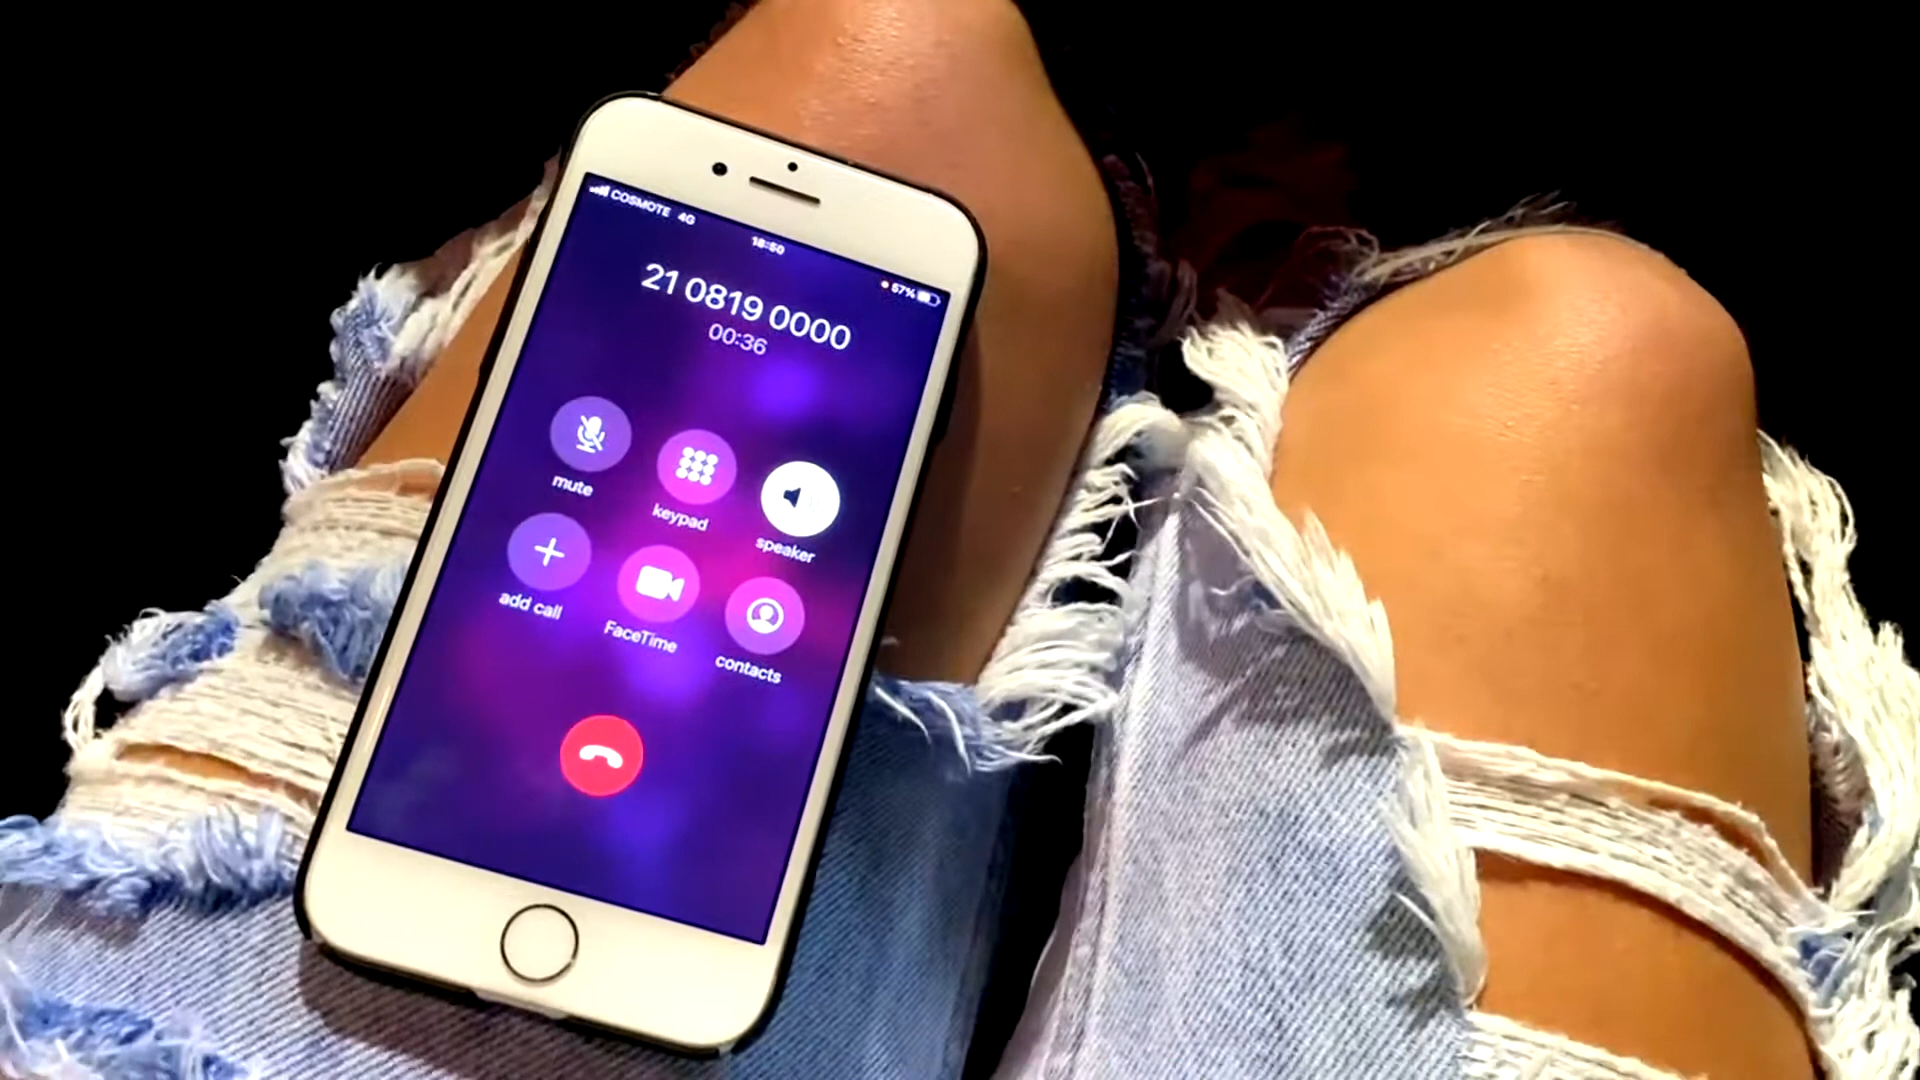 COSMOTE 4G
18:50
57%
21 0819 0000
00:36
mute
keypad
speaker
add call
FaceTime
contacts